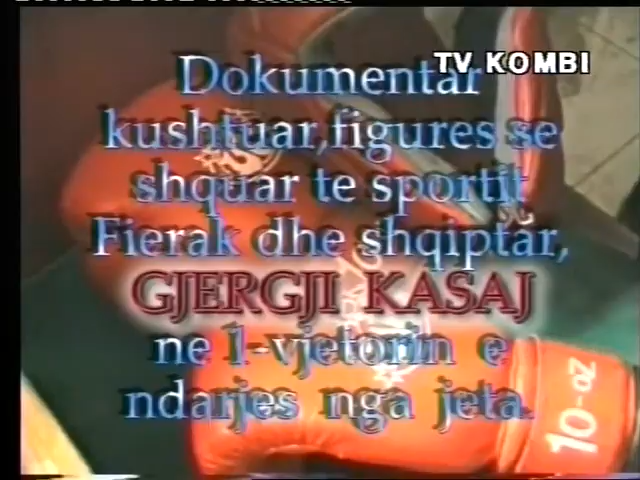 TV KOMBI
Dokumentar
kushtuar,figures se
shquar te sportit
Fierak dhe shqiptar,
GJERGJI KASAJ
ne 1-vjetorin e
ndarjes nga jeta.
10-oz